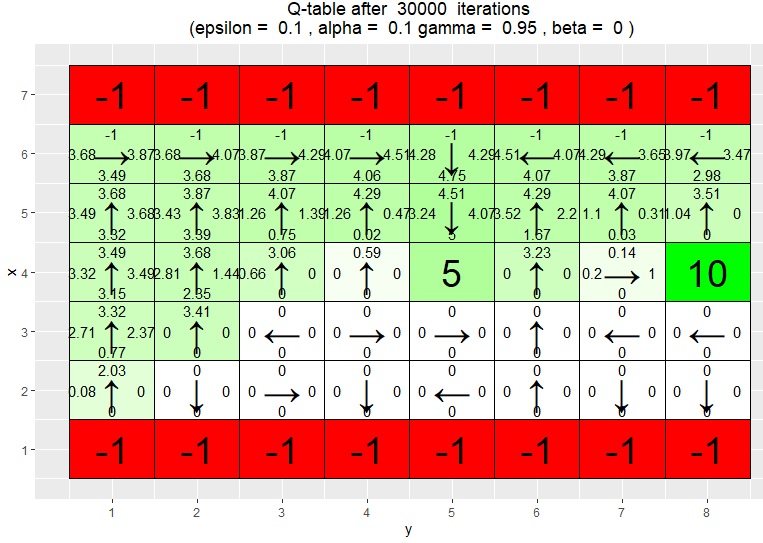 Q-table after 30000 iterations
(epsilon = 0.1 , alpha = 0.1 gamma = 0.95 , beta = 0 )
7 -1 -1 -1 -1 -1 -1 -1 -1
-1 -1 -1 -1 -1 -1 -1 -1
6 3.68 3.87 3.68 4.07 3.87 4.29 4.07 4.51 4.28 4.29 4.51 4.07 4.29 3.65 3.97 3.47
3.49 3.68 3.87 4.06 4.75 4.07 3.87 2.98
3.68 3.87 4.07 4.29 4.51 4.29 4.07 3.51
5 3.49 3.68 3.43 3.83 1.26 1.39 1.26 0.47 3.24 4.07 3.52 2.2 1.1 0.31 1.04 0
3.32 3.39 0.75 0.02 5 1.67 0.03 0
3.49 3.68 3.06 0.59 3.23 0.14
x 4 3.32 3.49 2.81 1.44 0.66 0 0 0 5 0 0 0.2 1 10
3.15 2.35 0 0 0 0
3.32 3.41 0 0 0 0 0 0
3 2.71 2.37 0 0 0 0 0 0 0 0 0 0 0 0 0 0
0.77 0 0 0 0 0 0 0
2.03 0 0 0 0 0 0 0
2 0.08 0 0 0 0 0 0 0 0 0 0 0 0 0 0 0
0 0 0 0 0 0 0 0
1 -1 -1 -1 -1 -1 -1 -1 -1
1 2 3 4 5 6 7 8
y